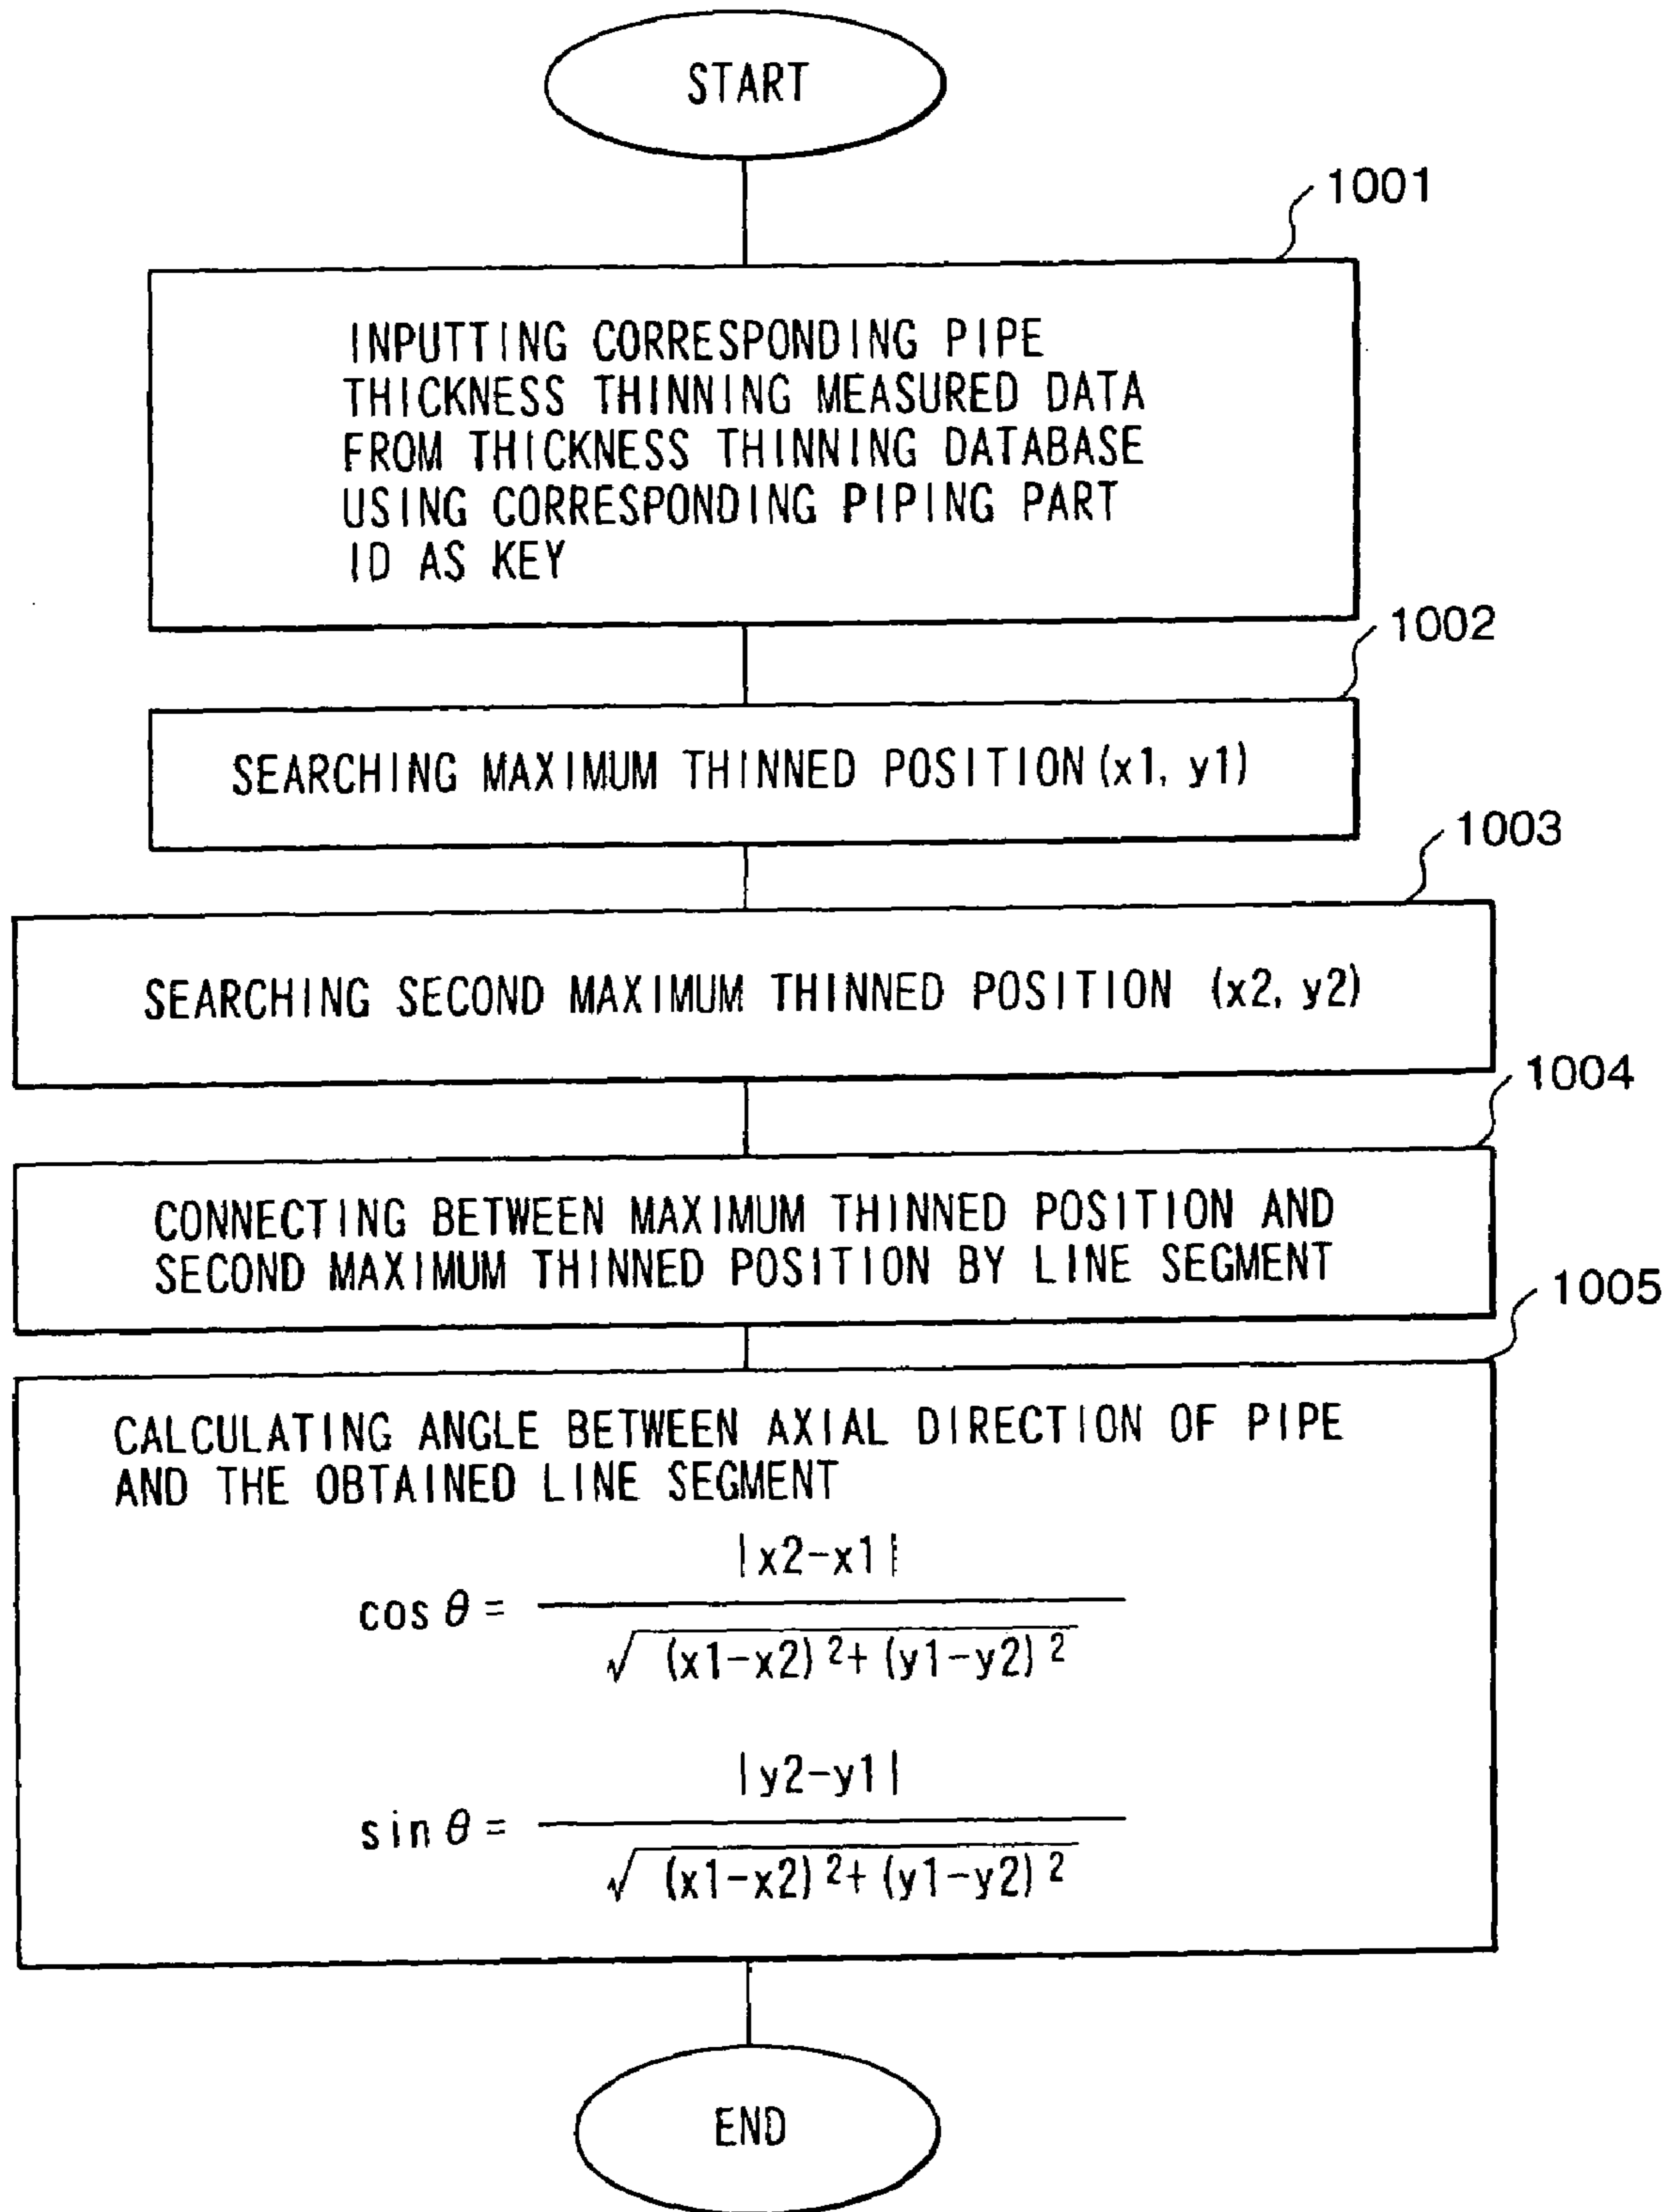 START
1001
INPUTTING CORRESPONDING PIPE
THICKNESS THINNING MEASURED DATA
FROM THICKNESS THINNING DATABASE
USING CORRESPONDING PIPING PART
ID AS KEY
1002
SEARCHING MAXIMUM THINNED POSITION (x1, y1)
1003
SEARCHING SECOND MAXIMUM THINNED POSITION (x2, y2)
1004
CONNECTING BETWEEN MAXIMUM THINNED POSITION AND
SECOND MAXIMUM THINNED POSITION BY LINE SEGMENT
1005
CALCULATING ANGLE BETWEEN AXIAL DIRECTION OF PIPE
AND THE OBTAINED LINE SEGMENT
|x2-x1|
cos θ =
√ (x1-x2) 2+ (y1-y2) 2
|y2-y1|
sin θ =
√ (x1-x2) 2+ (y1-y2) 2
END